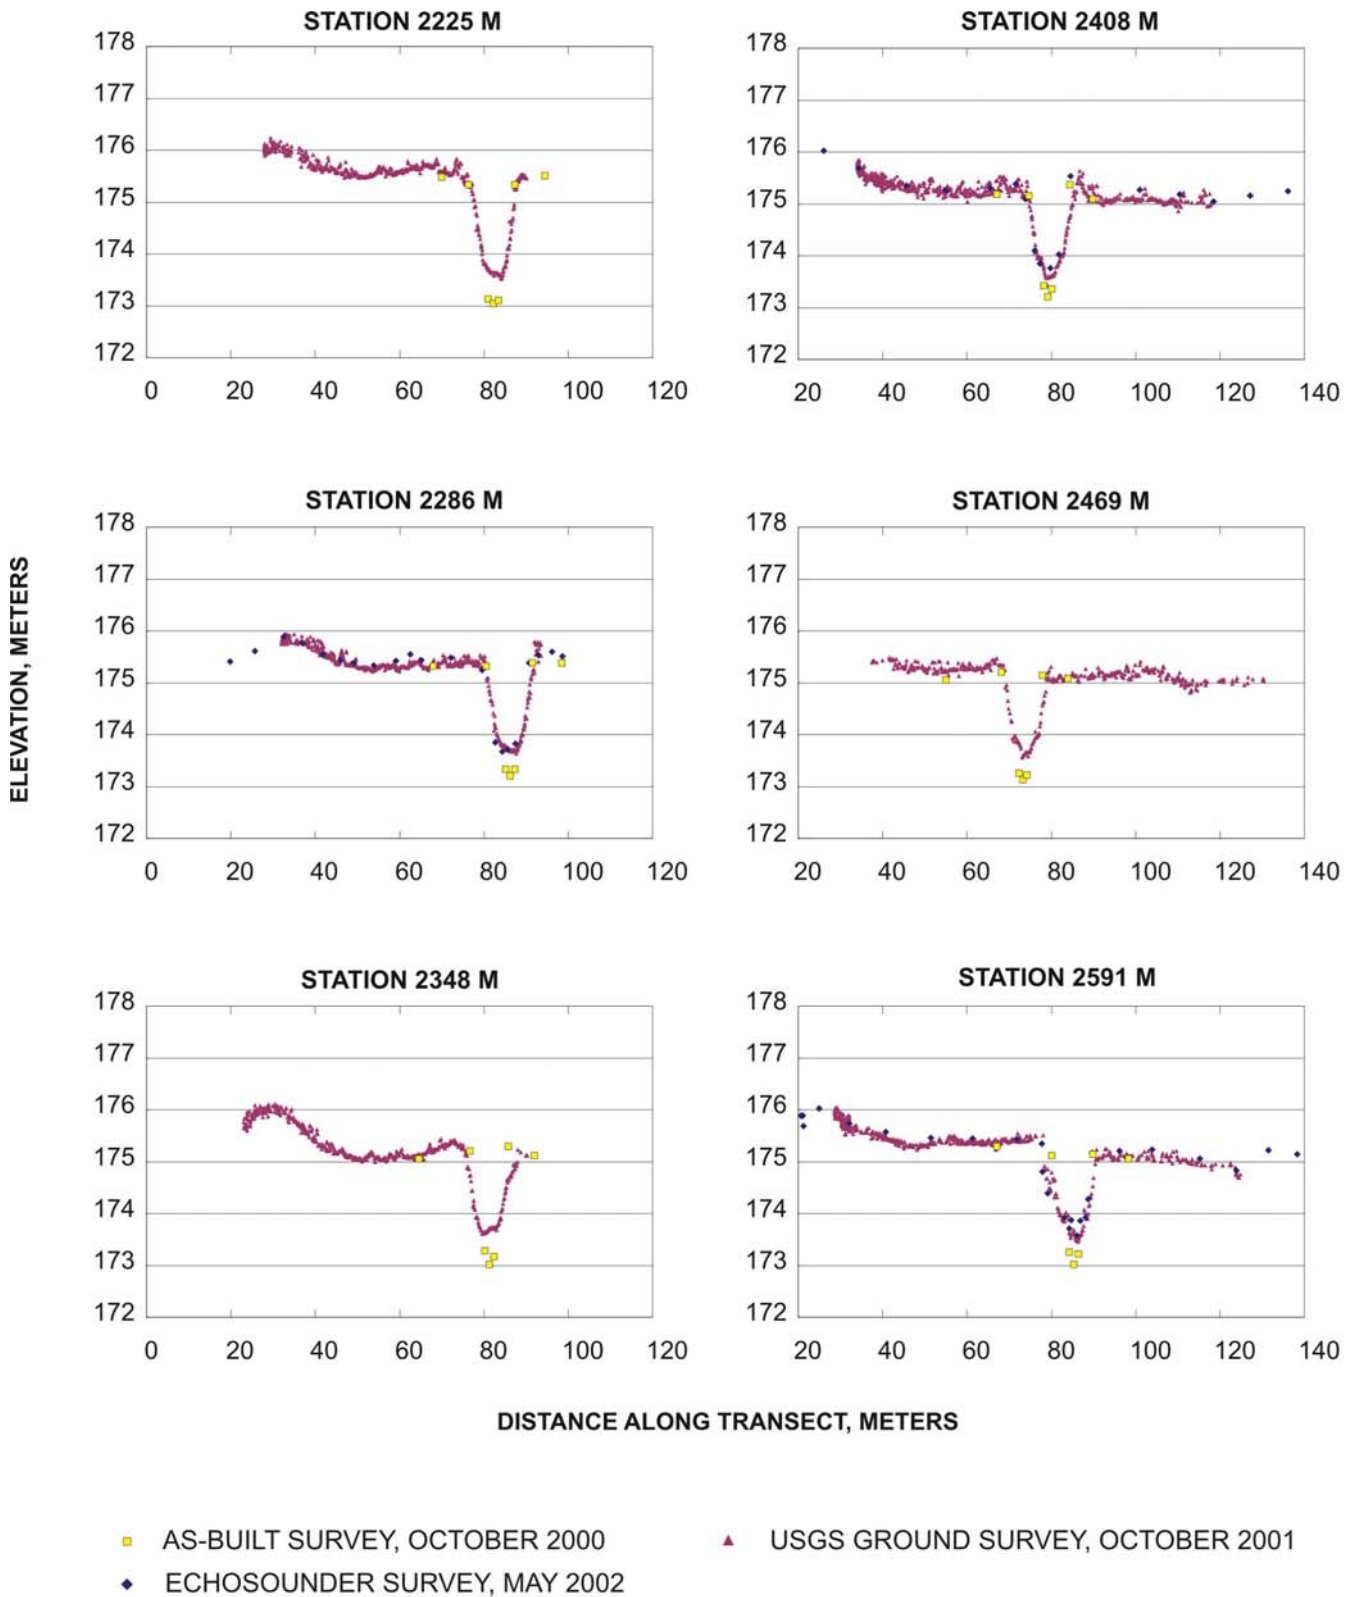 STATION 2225 M
178
177
176
175
174
173
172
0 20 40 60 80 100 120
STATION 2408 M
178
177
176
175
174
173
172
20 40 60 80 100 120 140
STATION 2286 M
178
177
176
175
174
173
172
0 20 40 60 80 100 120
STATION 2469 M
178
177
176
175
174
173
172
20 40 60 80 100 120 140
ELEVATION, METERS
STATION 2348 M
178
177
176
175
174
173
172
0 20 40 60 80 100 120
STATION 2591 M
178
177
176
175
174
173
172
20 40 60 80 100 120 140
DISTANCE ALONG TRANSECT, METERS
AS-BUILT SURVEY, OCTOBER 2000
USGS GROUND SURVEY, OCTOBER 2001
ECHOSOUNDER SURVEY, MAY 2002